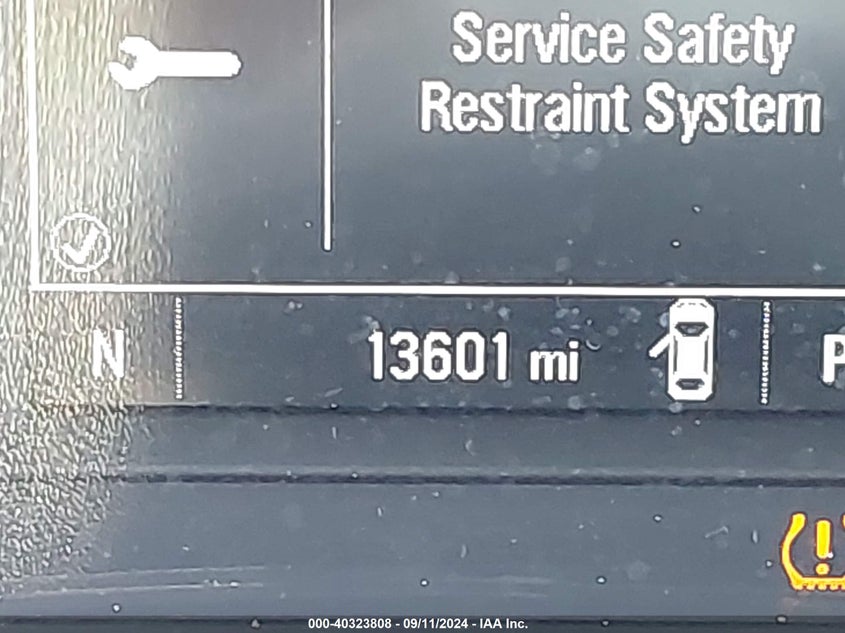 Service Safety
Restraint System
N 13601 mi P
000-40323808 - 09/11/2024 - IAA Inc.